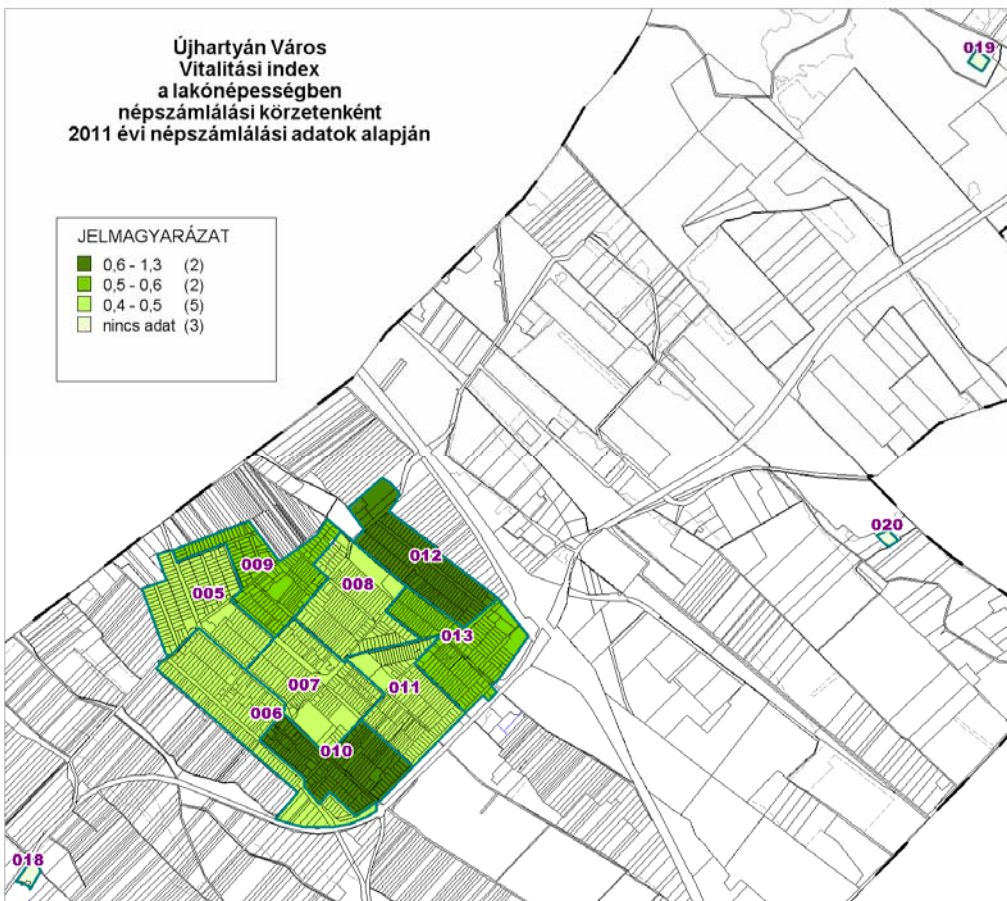 Újhartyán Város
Vitalitási index
a lakónépességben
népszámlálási körzetenként
2011 évi népszámlálási adatok alapján
JELMAGYARÁZAT
0,6 - 1,3 (2)
0,5 - 0,6 (2)
0,4 - 0,5 (5)
nincs adat (3)
019
020
012
009
008
005
013
007
011
006
010
018